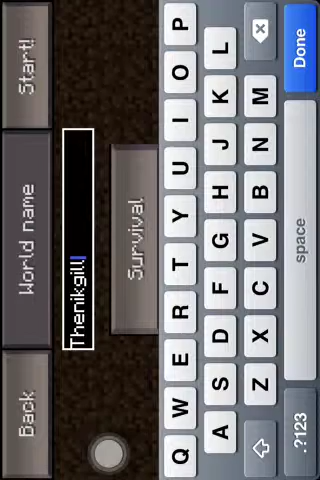 Back
World name
Start!
Thenikgill
Survival
Q W E R T Y U I O P
A S D F G H J K L
Z X C V B N M
.?123
space
Done